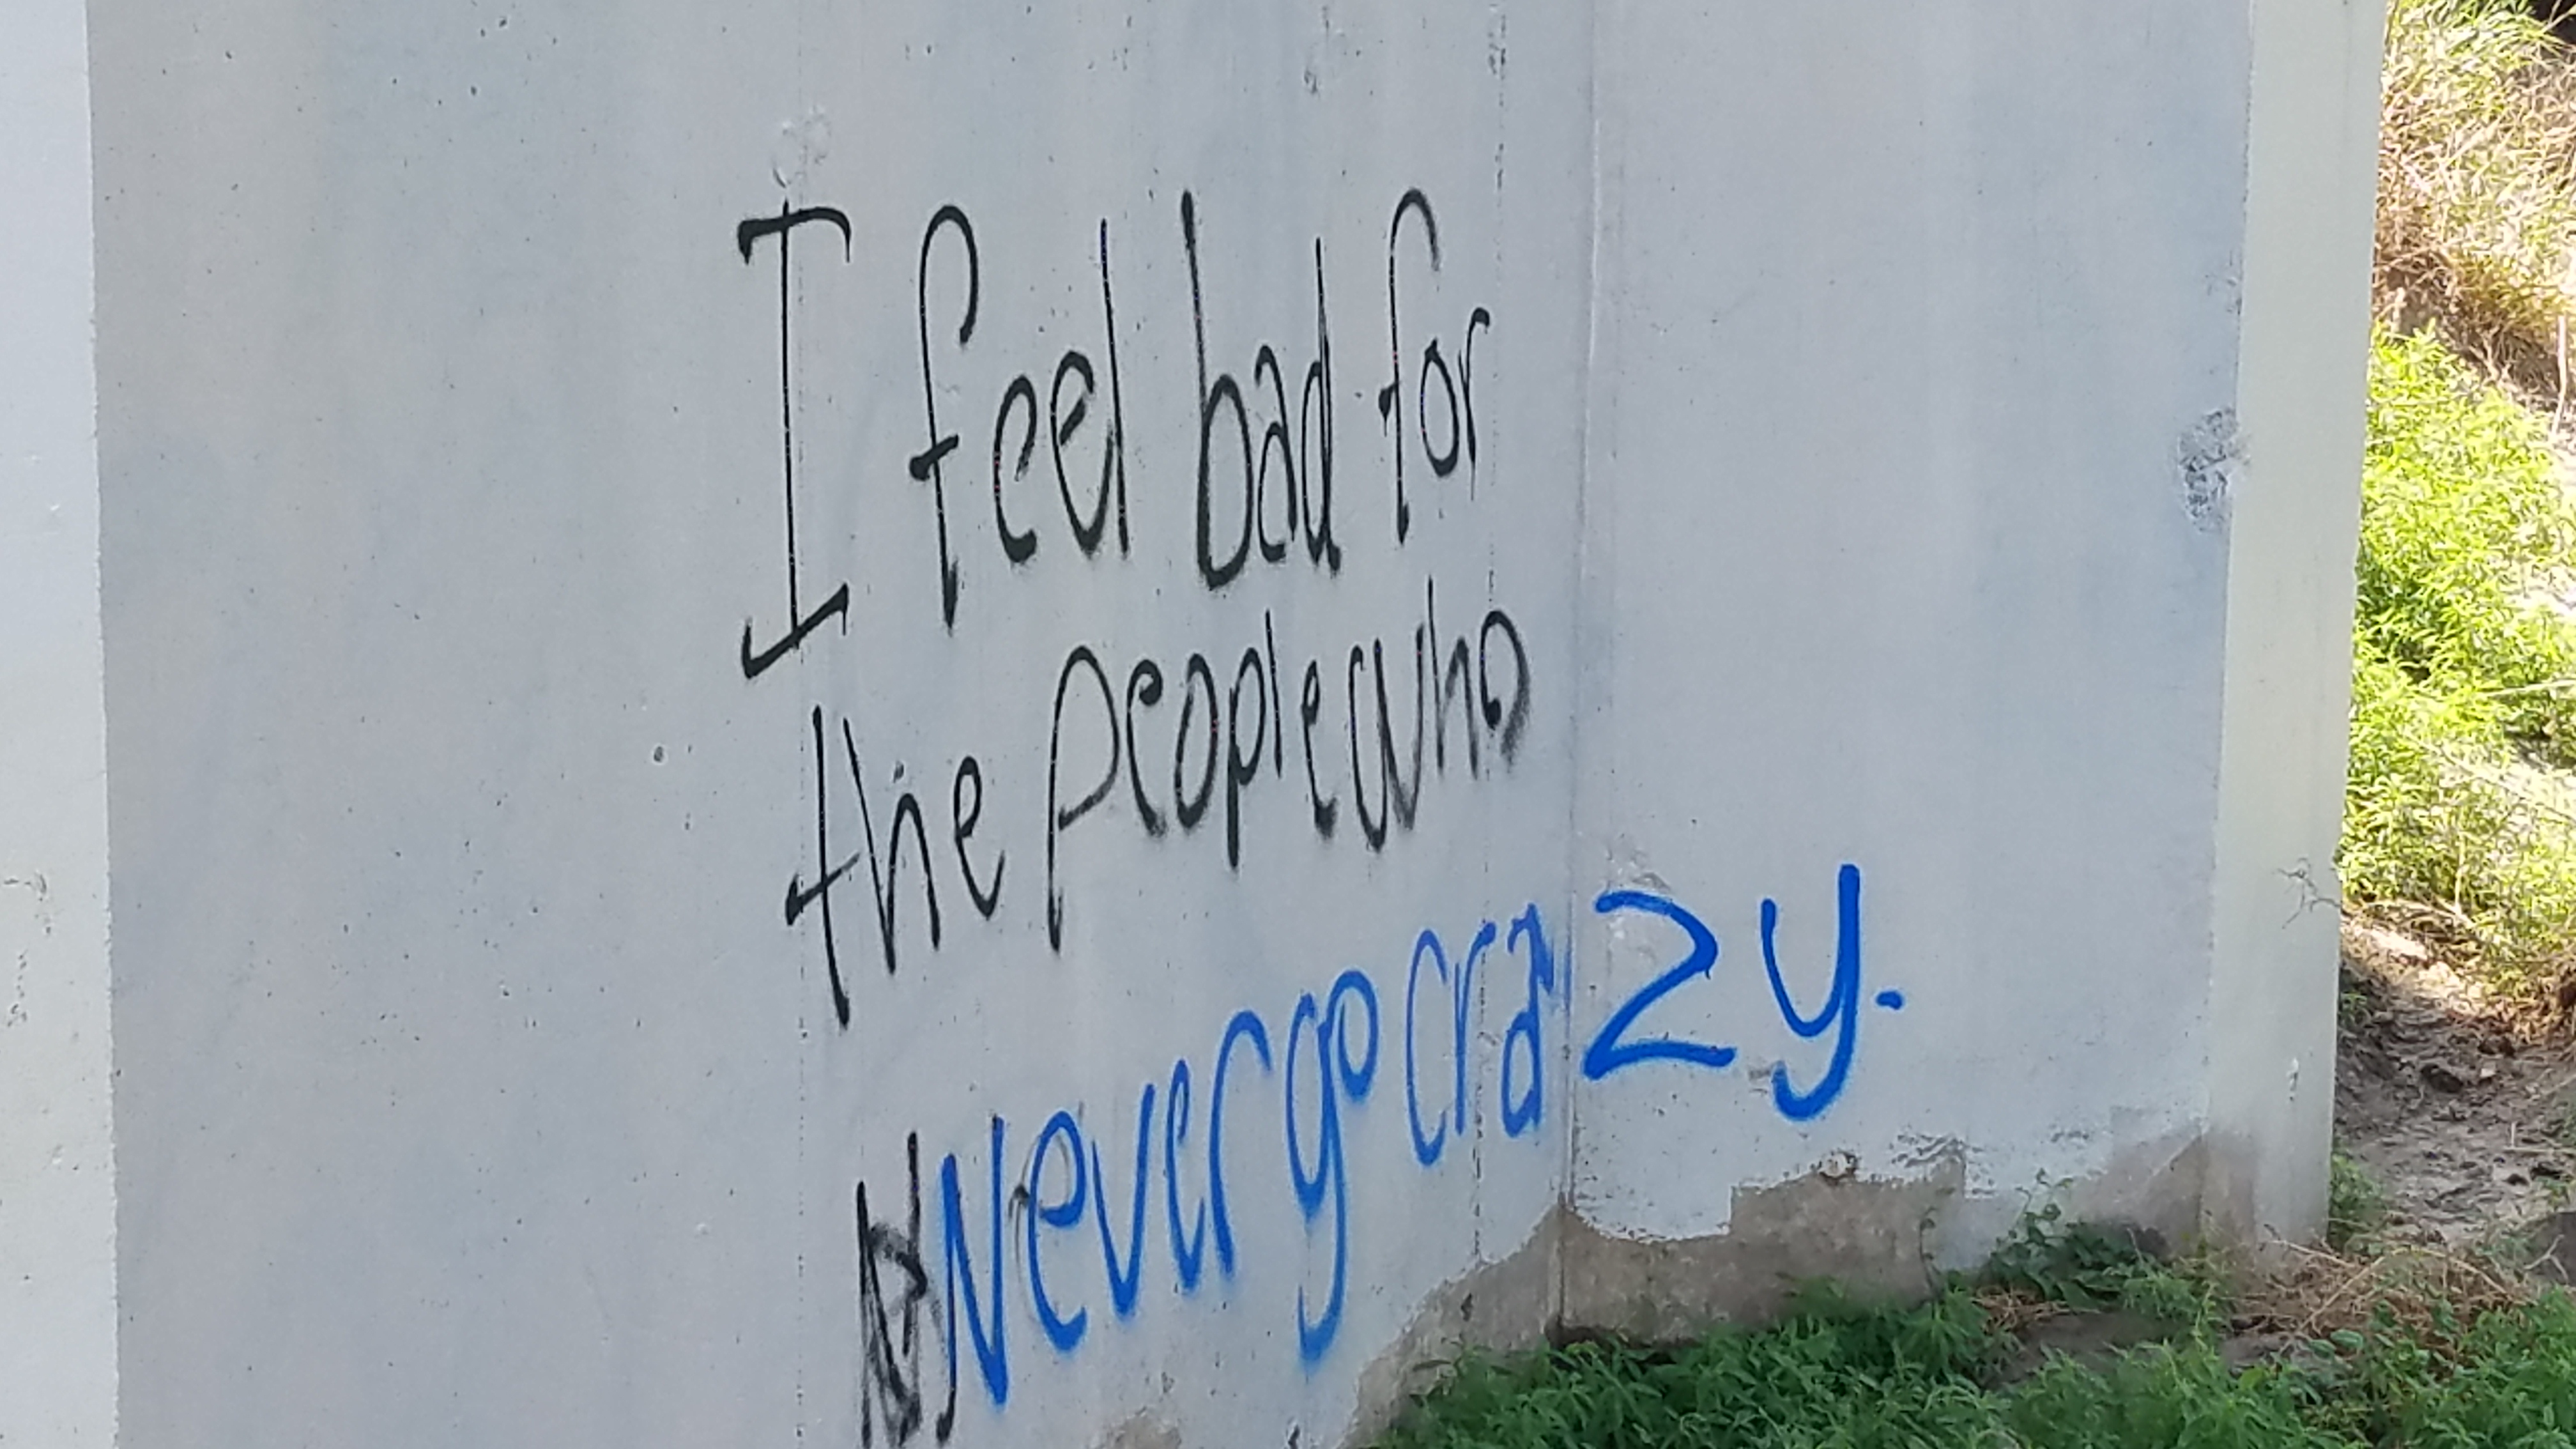 I feel bad for
the people who
Never go crazy.